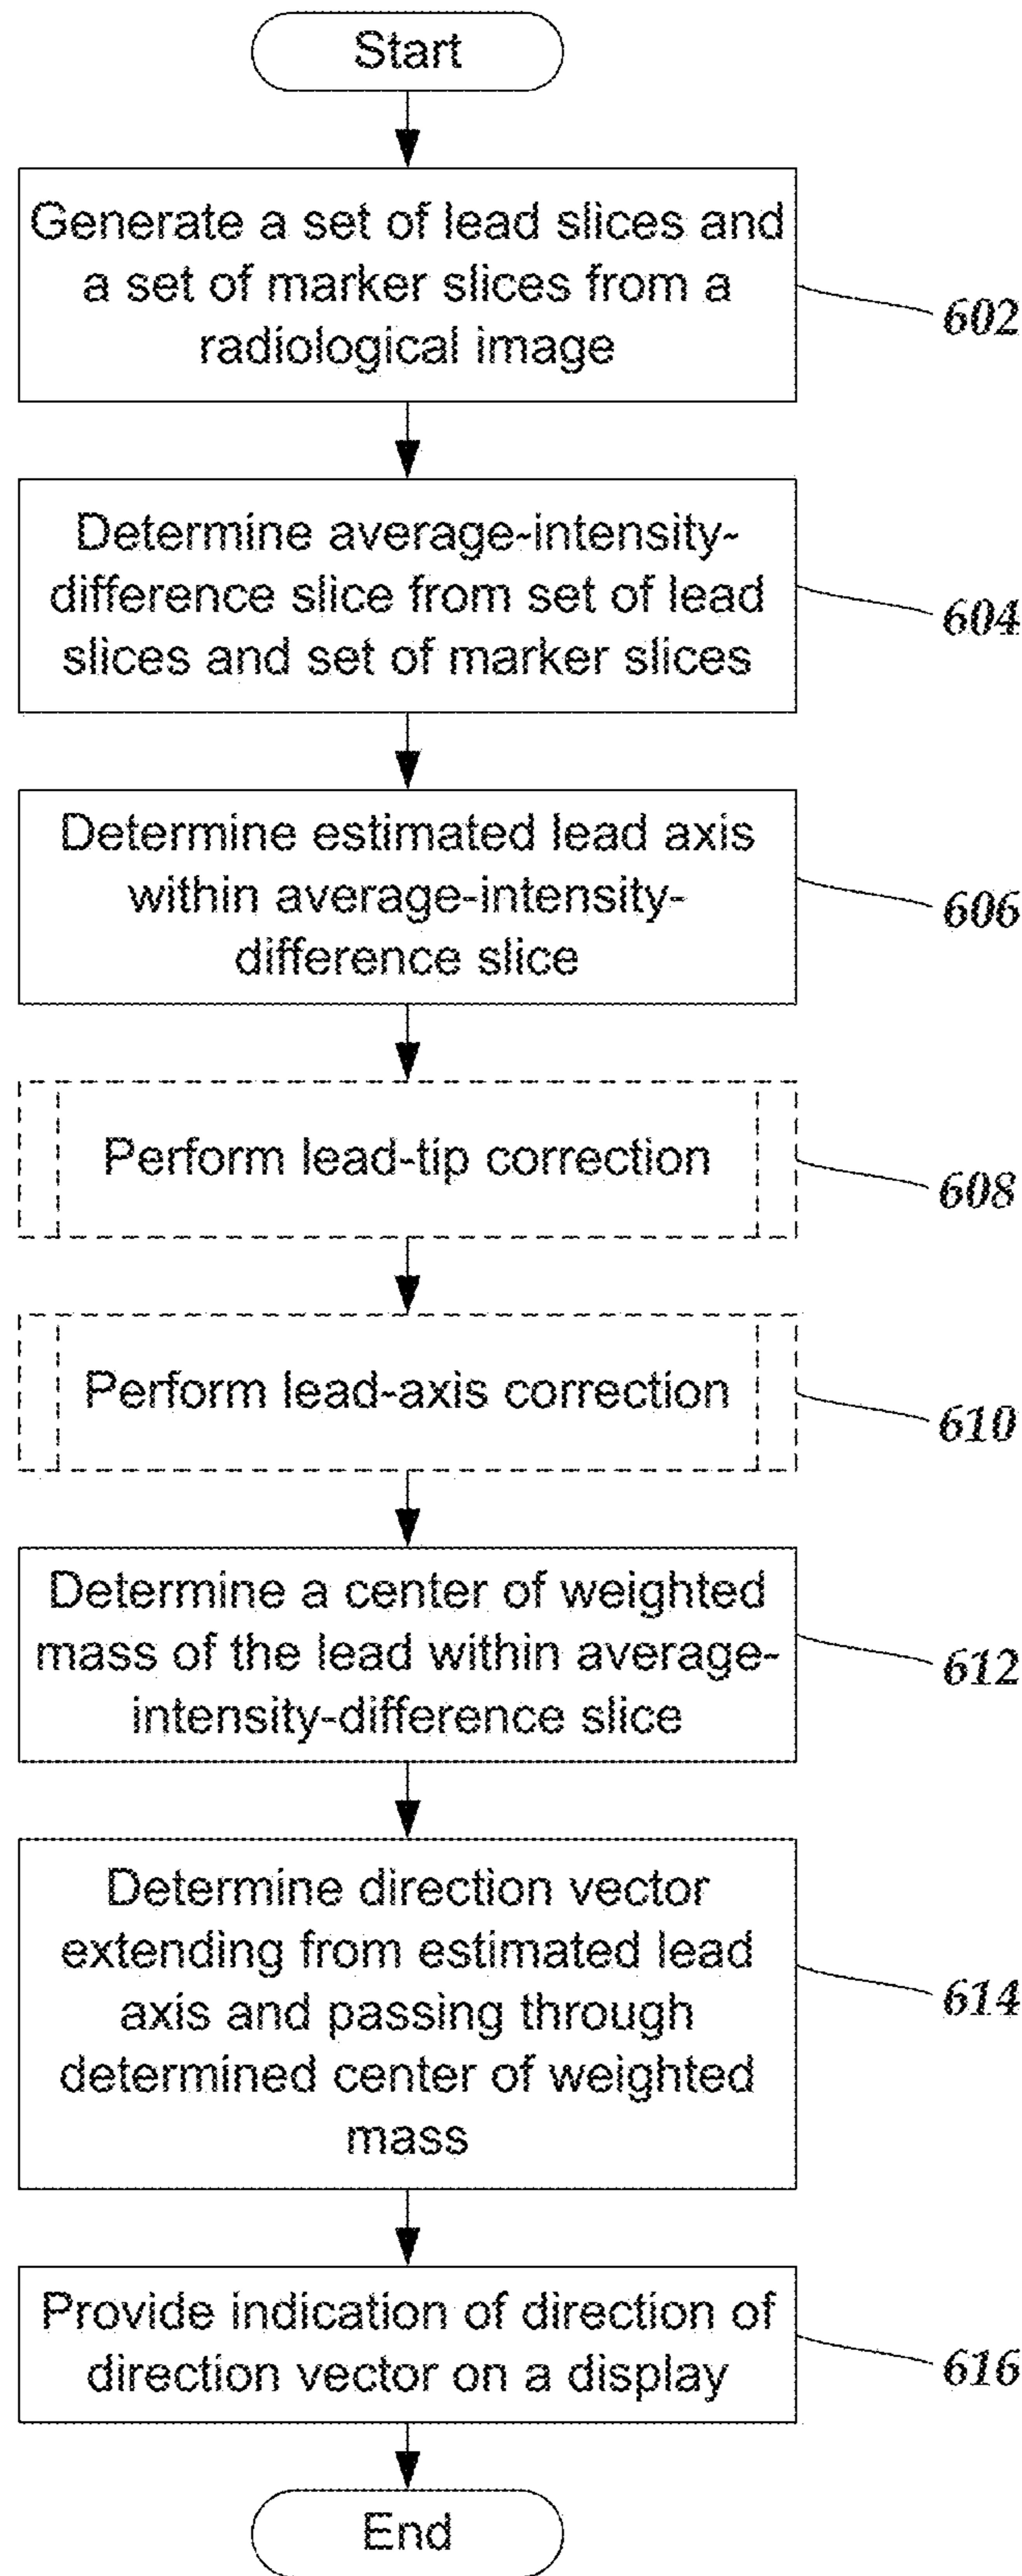 Start
Generate a set of lead slices and
a set of marker slices from a
radiological image
602
Determine average-intensity-
difference slice from set of lead
slices and set of marker slices
604
Determine estimated lead axis
within average-intensity-
difference slice
606
Perform lead-tip correction
608
Perform lead-axis correction
610
Determine a center of weighted
mass of the lead within average-
intensity-difference slice
612
Determine direction vector
extending from estimated lead
axis and passing through
determined center of weighted
mass
614
Provide indication of direction of
direction vector on a display
616
End